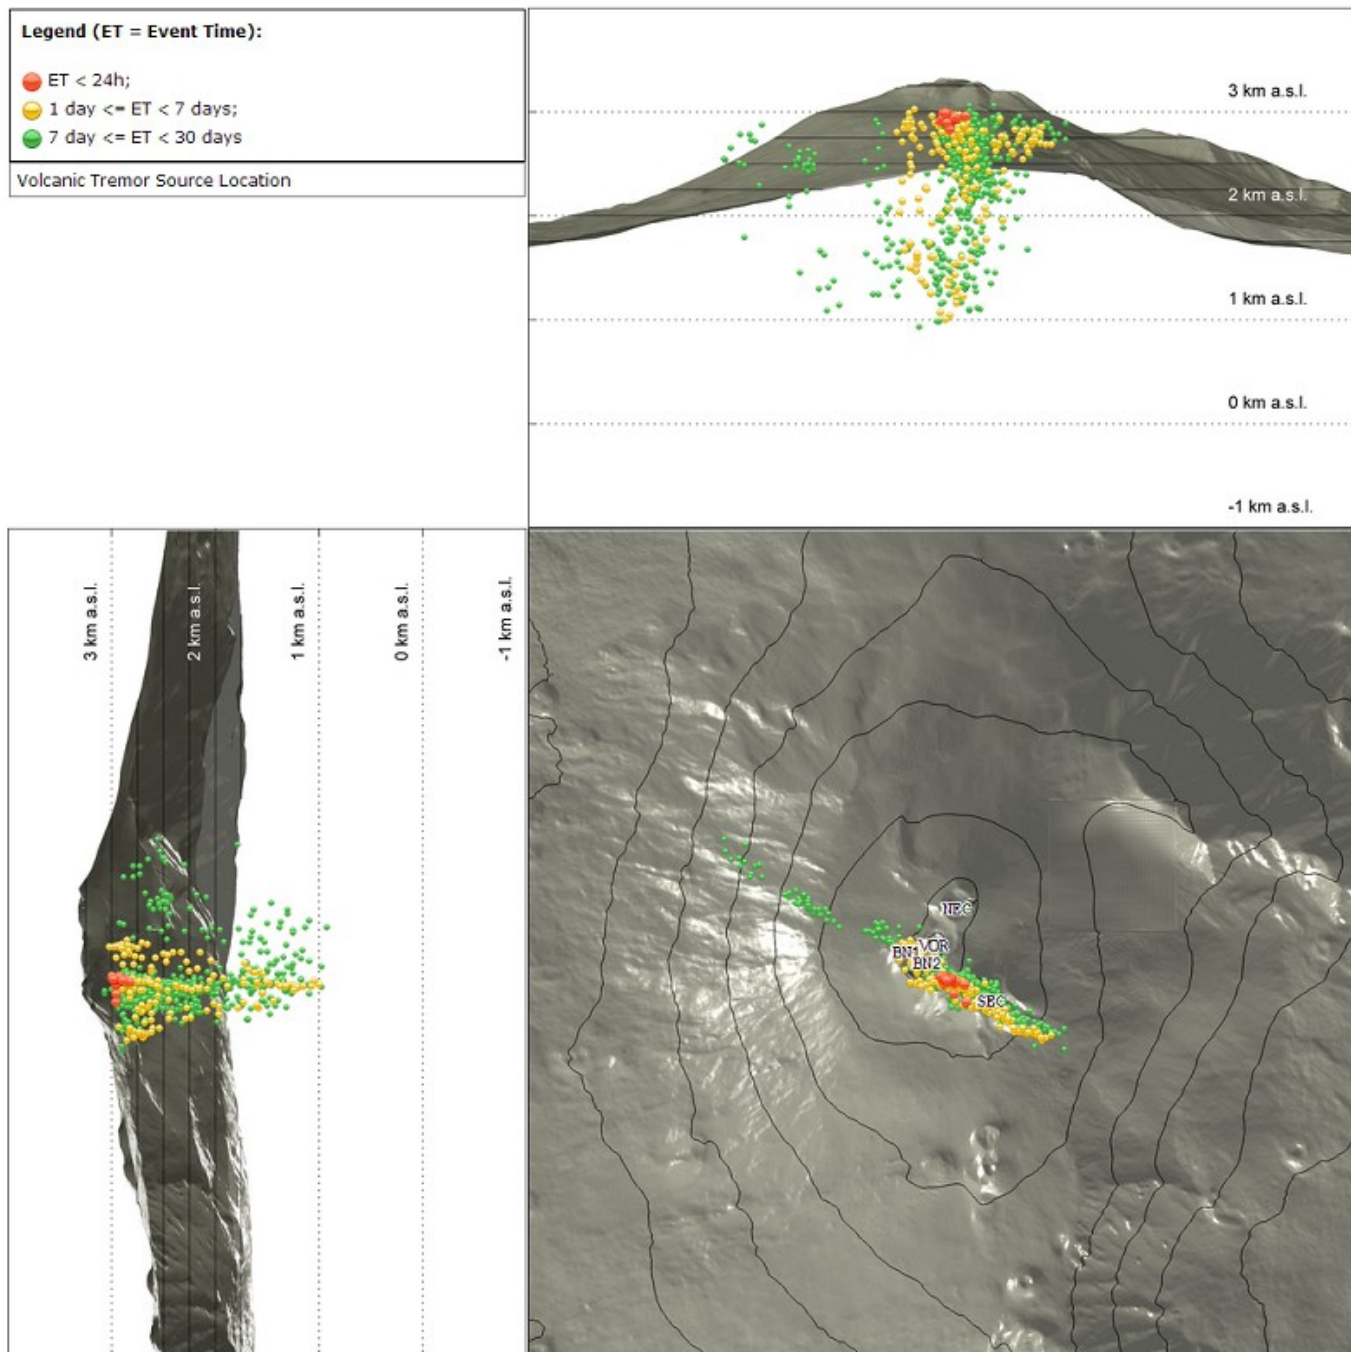 Legend (ET = Event Time):
ET < 24h;
1 day <= ET < 7 days;
7 day <= ET < 30 days
Volcanic Tremor Source Location
3 km a.s.l.
2 km a.s.l.
1 km a.s.l.
0 km a.s.l.
-1 km a.s.l.
3 km a.s.l.
2 km a.s.l.
1 km a.s.l.
0 km a.s.l.
-1 km a.s.l.
NEC
VOR
BN1
BN2
SEC